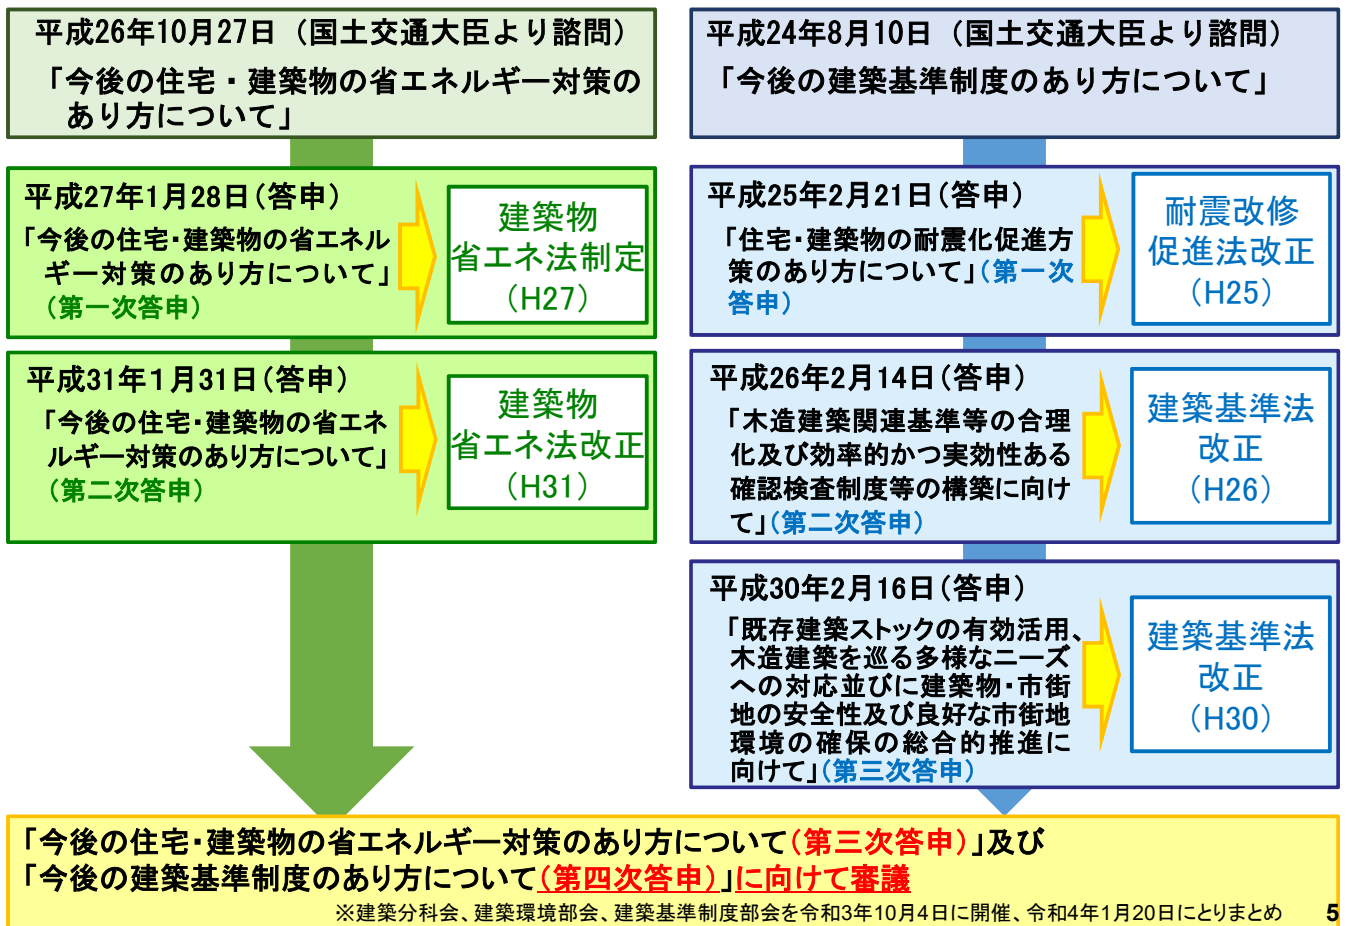 平成26年10月27日（国土交通大臣より諮問）
「今後の住宅・建築物の省エネルギー対策の
あり方について」
平成27年1月28日（答申）
「今後の住宅・建築物の省エネル
ギー対策のあり方について」
（第一次答申）
建築物
省エネ法制定
（H27）
平成31年１月31日（答申）
「今後の住宅・建築物の省エネ
ルギー対策のあり方について」
（第二次答申）
建築物
省エネ法改正
（H31）
平成24年8月10日（国土交通大臣より諮問）
「今後の建築基準制度のあり方について」
平成25年2月21日（答申）
「住宅・建築物の耐震化促進方
策のあり方について」（第一次
答申）
耐震改修
促進法改正
（H25）
平成26年2月14日（答申）
「木造建築関連基準等の合理
化及び効率的かつ実効性ある
確認検査制度等の構築に向け
て」（第二次答申）
建築基準法
改正
（H26）
平成30年2月16日（答申）
「既存建築ストックの有効活用、
木造建築を巡る多様なニーズ
への対応並びに建築物・市街
地の安全性及び良好な市街地
環境の確保の総合的推進に
向けて」（第三次答申）
建築基準法
改正
（H30）
「今後の住宅・建築物の省エネルギー対策のあり方について（第三次答申）」及び
「今後の建築基準制度のあり方について（第四次答申）」に向けて審議
※建築分科会、建築環境部会、建築基準制度部会を令和3年10月4日に開催、令和4年1月20日にとりまとめ
5